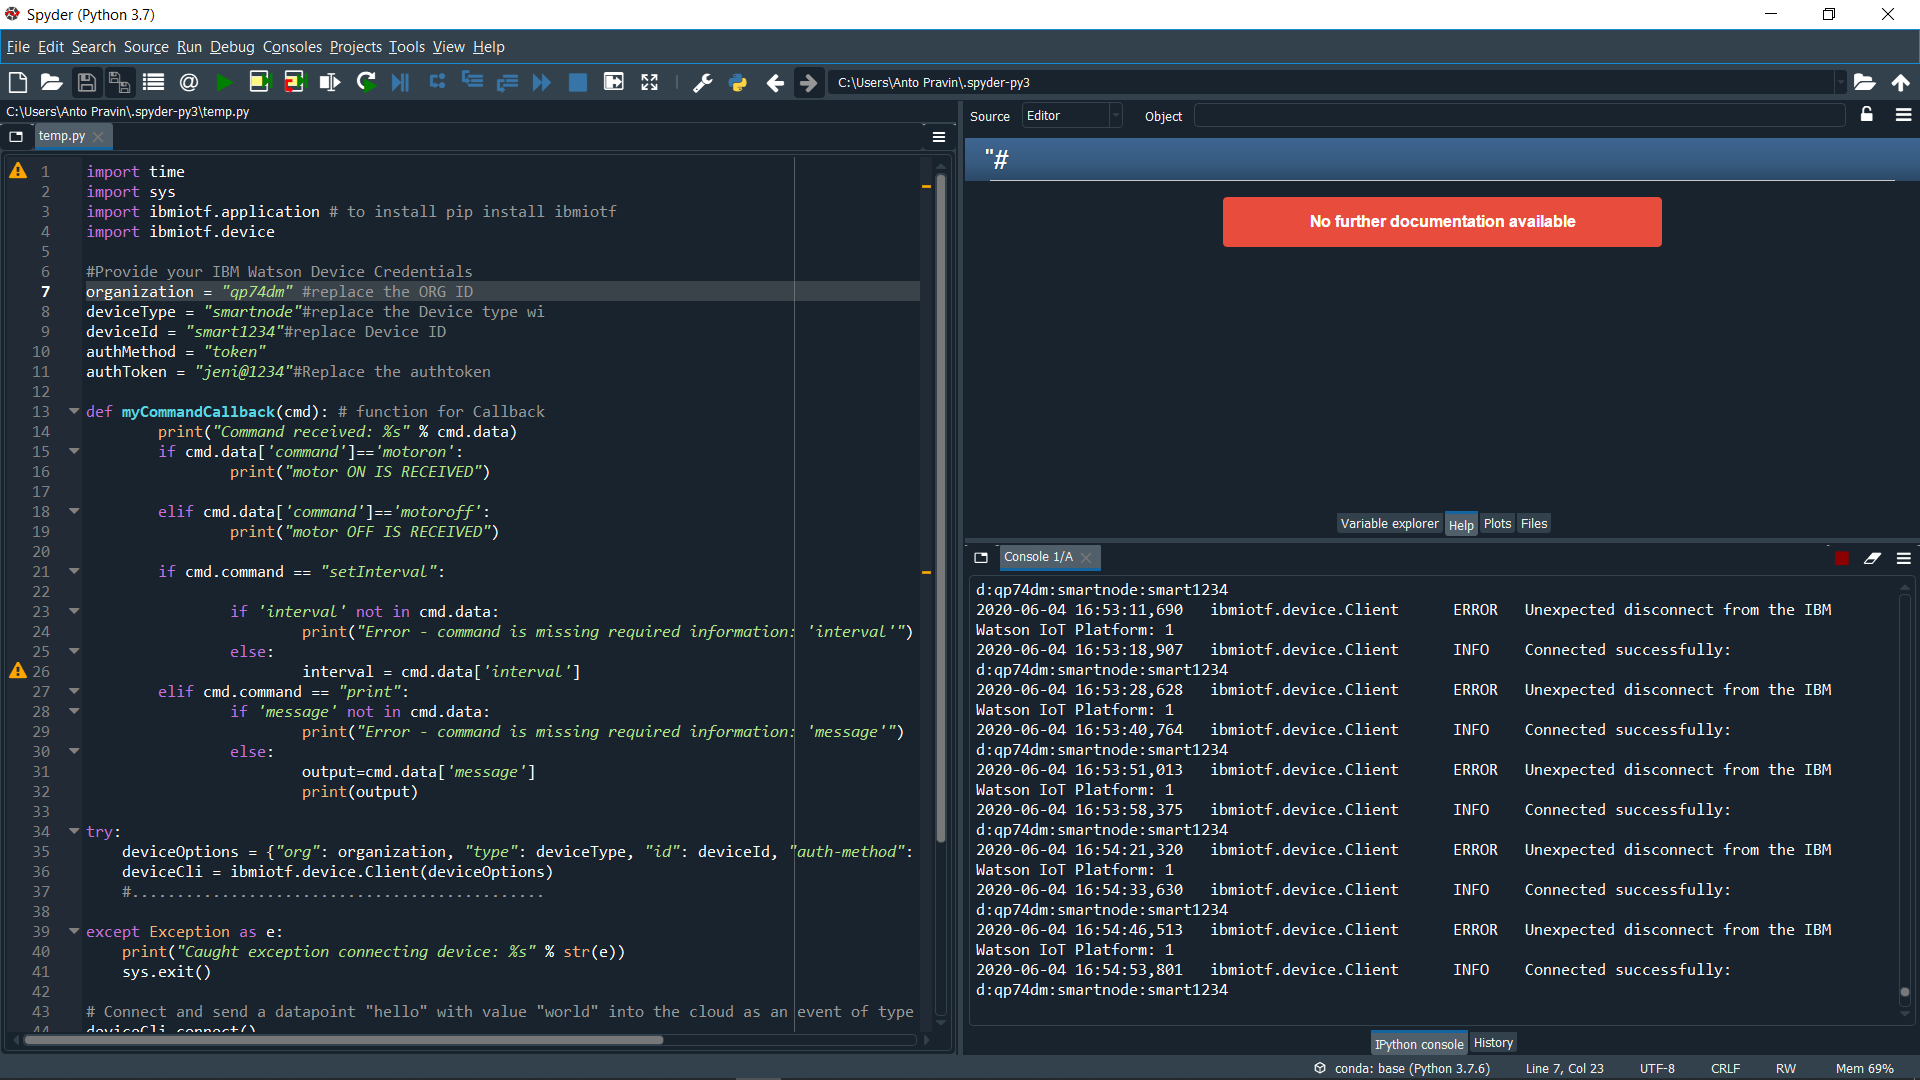 Spyder (Python 3.7)
File Edit Search Source Run Debug Consoles Projects Tools View Help
C:\Users\Anto Pravin\.spyder-py3
C:\Users\Anto Pravin\.spyder-py3\temp.py
temp.py
1 import time
2 import sys
3 import ibmiotf.application # to install pip install ibmiotf
4 import ibmiotf.device
5
6 #Provide your IBM Watson Device Credentials
7 organization = "qp74dm" #replace the ORG ID
8 deviceType = "smartnode"#replace the Device type wi
9 deviceId = "smart1234"#replace Device ID
10 authMethod = "token"
11 authToken = "jeni@1234"#Replace the authtoken
12
13 def myCommandCallback(cmd): # function for Callback
14 print("Command received: %s" % cmd.data)
15 if cmd.data['command']=='motoron':
16 print("motor ON IS RECEIVED")
17
18 elif cmd.data['command']=='motoroff':
19 print("motor OFF IS RECEIVED")
20
21 if cmd.command == "setInterval":
22
23 if 'interval' not in cmd.data:
24 print("Error - command is missing required information: 'interval'")
25 else:
26 interval = cmd.data['interval']
27 elif cmd.command == "print":
28 if 'message' not in cmd.data:
29 print("Error - command is missing required information: 'message'")
30 else:
31 output=cmd.data['message']
32 print(output)
33
34 try:
35 deviceOptions = {"org": organization, "type": deviceType, "id": deviceId, "auth-method":
36 deviceCli = ibmiotf.device.Client(deviceOptions)
37 #..............................................
38
39 except Exception as e:
40 print("Caught exception connecting device: %s" % str(e))
41 sys.exit()
42
43 # Connect and send a datapoint "hello" with value "world" into the cloud as an event of type
44 deviceCli.connect()
Source Editor Object
"#
No further documentation available
Variable explorer Help Plots Files
Console 1/A
d:qp74dm:smartnode:smart1234
2020-06-04 16:53:11,690 ibmiotf.device.Client ERROR Unexpected disconnect from the IBM
Watson IoT Platform: 1
2020-06-04 16:53:18,907 ibmiotf.device.Client INFO Connected successfully:
d:qp74dm:smartnode:smart1234
2020-06-04 16:53:28,628 ibmiotf.device.Client ERROR Unexpected disconnect from the IBM
Watson IoT Platform: 1
2020-06-04 16:53:40,764 ibmiotf.device.Client INFO Connected successfully:
d:qp74dm:smartnode:smart1234
2020-06-04 16:53:51,013 ibmiotf.device.Client ERROR Unexpected disconnect from the IBM
Watson IoT Platform: 1
2020-06-04 16:53:58,375 ibmiotf.device.Client INFO Connected successfully:
d:qp74dm:smartnode:smart1234
2020-06-04 16:54:21,320 ibmiotf.device.Client ERROR Unexpected disconnect from the IBM
Watson IoT Platform: 1
2020-06-04 16:54:33,630 ibmiotf.device.Client INFO Connected successfully:
d:qp74dm:smartnode:smart1234
2020-06-04 16:54:46,513 ibmiotf.device.Client ERROR Unexpected disconnect from the IBM
Watson IoT Platform: 1
2020-06-04 16:54:53,801 ibmiotf.device.Client INFO Connected successfully:
d:qp74dm:smartnode:smart1234
IPython console History
conda: base (Python 3.7.6) Line 7, Col 23 UTF-8 CRLF RW Mem 69%